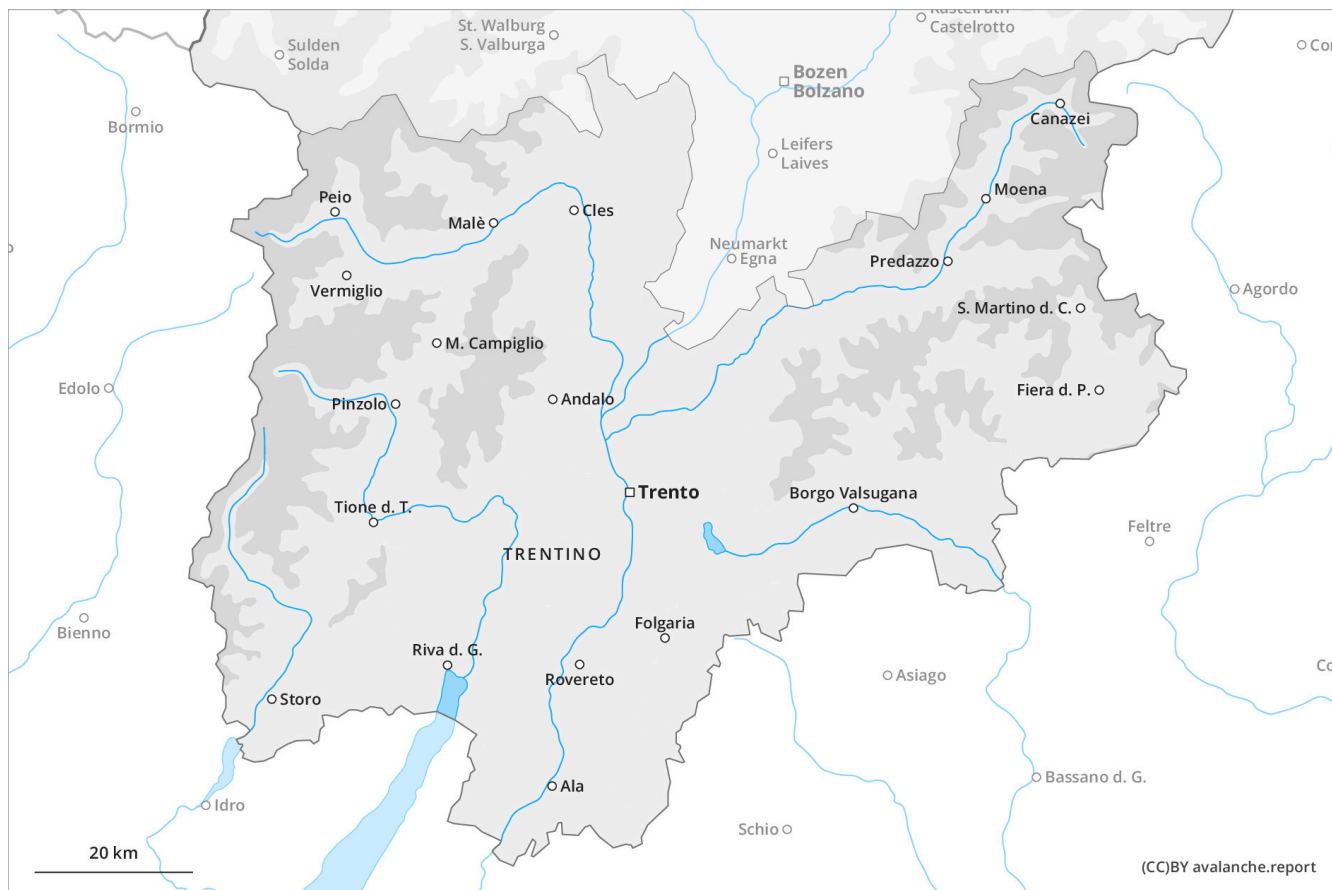 Kastelruth
Castelrotto
St. Walburg
S. Valburga
Sulden
Solda
Bozen
Bolzano
Bormio
Canazei
Leifers
Laives
Moena
Peio
Malè
Cles
Neumarkt
Egna
Predazzo
Vermiglio
Agordo
S. Martino d. C.
M. Campiglio
Edolo
Fiera d. P.
Pinzolo
Andalo
Trento
Borgo Valsugana
Tione d. T.
Feltre
TRENTINO
Bienno
Folgaria
Riva d. G.
Rovereto
Asiago
Storo
Bassano d. G.
Ala
Idro
Schio
20 km
(CC)BY avalanche.report